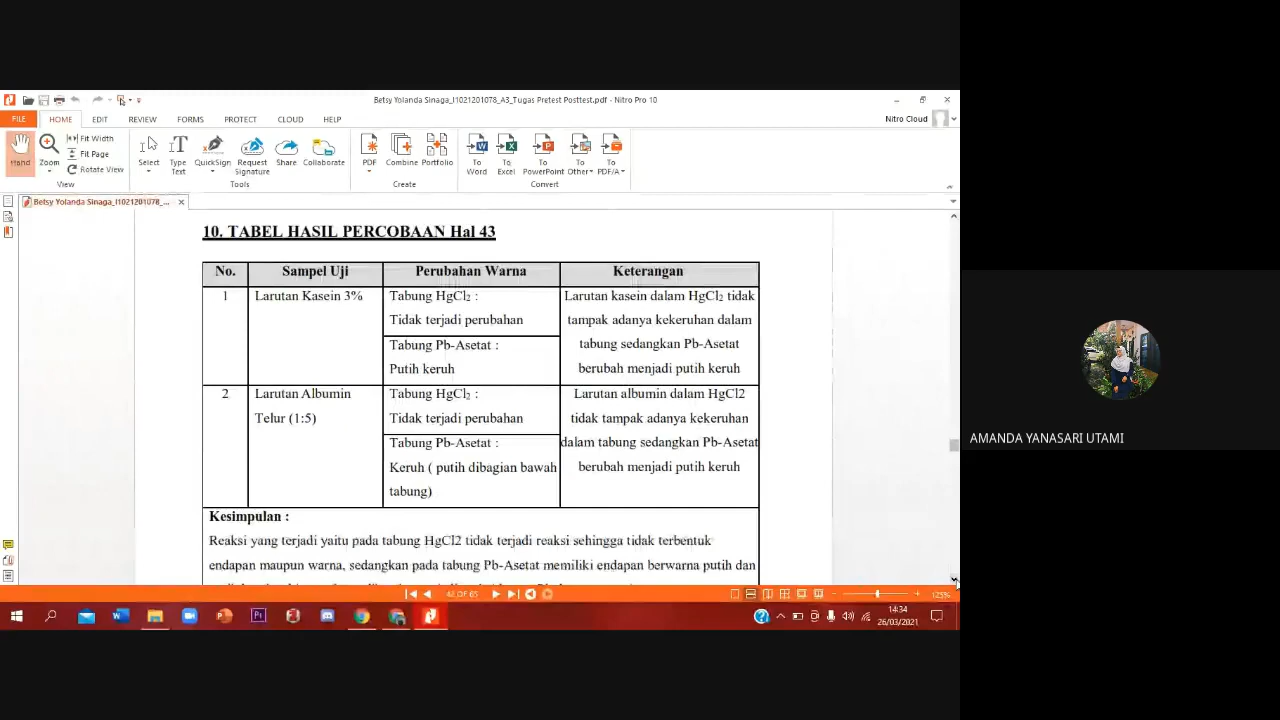 Betsy Yolanda Sinaga_I1021201078_A3_Tugas Pretest Posttest.pdf - Nitro Pro 10
FILE HOME EDIT REVIEW FORMS PROTECT CLOUD HELP Nitro Cloud
Hand Zoom Fit Width Fit Page Rotate View
View
Select Type Text QuickSign Request Signature Share Collaborate
Tools
PDF Combine Portfolio
Create
To Word To Excel To PowerPoint To Other To PDF/A
Convert
Betsy Yolanda Sinaga_I1021201078_...
10. TABEL HASIL PERCOBAAN Hal 43
No. Sampel Uji Perubahan Warna Keterangan
1
Larutan Kasein 3%
Tabung HgCl₂ :
Tidak terjadi perubahan
Tabung Pb-Asetat :
Putih keruh
Larutan kasein dalam HgCl₂ tidak
tampak adanya kekeruhan dalam
tabung sedangkan Pb-Asetat
berubah menjadi putih keruh
2
Larutan Albumin
Telur (1:5)
Tabung HgCl₂ :
Tidak terjadi perubahan
Tabung Pb-Asetat :
Keruh ( putih dibagian bawah
tabung)
Larutan albumin dalam HgCl2
tidak tampak adanya kekeruhan
dalam tabung sedangkan Pb-Asetat
berubah menjadi putih keruh
Kesimpulan :
Reaksi yang terjadi yaitu pada tabung HgCl2 tidak terjadi reaksi sehingga tidak terbentuk
endapan maupun warna, sedangkan pada tabung Pb-Asetat memiliki endapan berwarna putih dan
OF 65
125%
14:34
26/03/2021
AMANDA YANASARI UTAMI